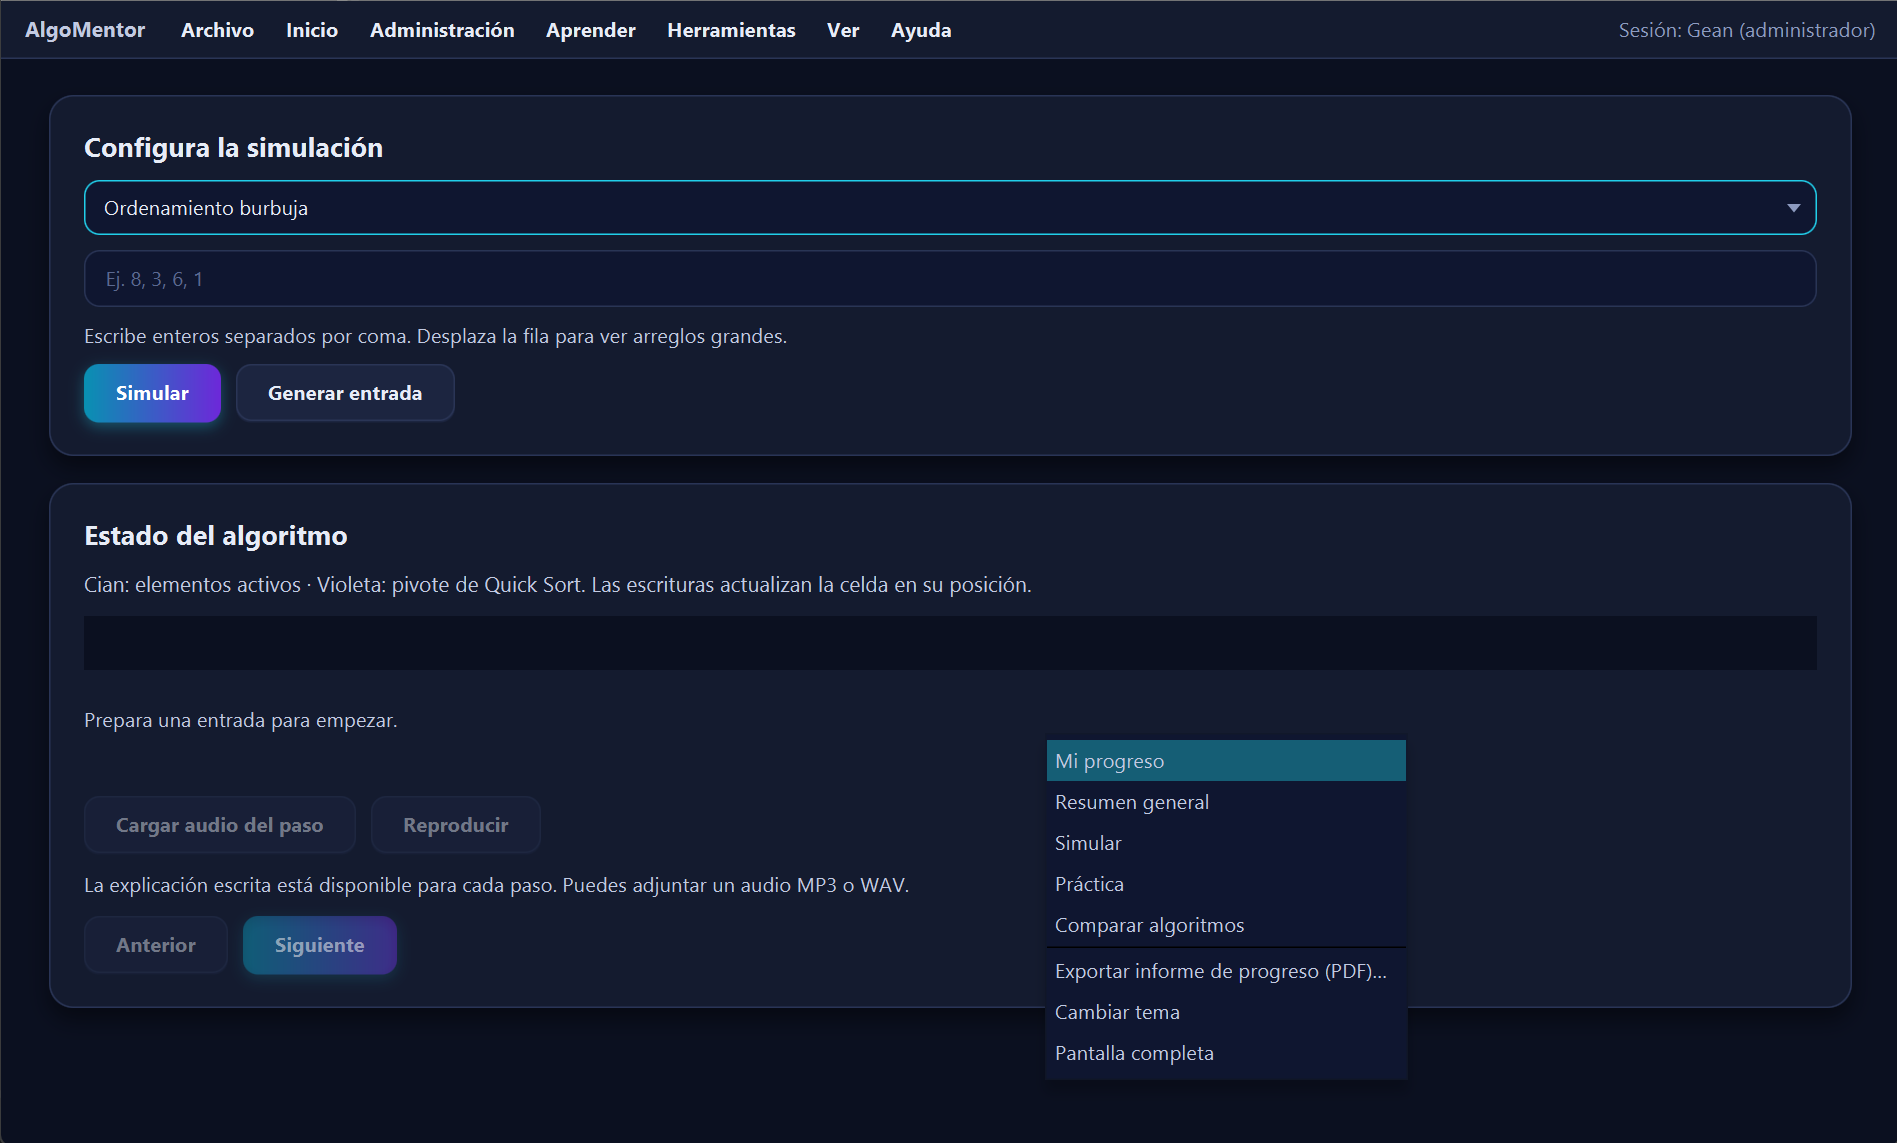 AlgoMentor Archivo Inicio Administración Aprender Herramientas Ver Ayuda Sesión: Gean (administrador)
Configura la simulación
Ordenamiento burbuja
Ej. 8, 3, 6, 1
Escribe enteros separados por coma. Desplaza la fila para ver arreglos grandes.
Simular Generar entrada
Estado del algoritmo
Cian: elementos activos · Violeta: pivote de Quick Sort. Las escrituras actualizan la celda en su posición.
Prepara una entrada para empezar.
Cargar audio del paso Reproducir
La explicación escrita está disponible para cada paso. Puedes adjuntar un audio MP3 o WAV.
Anterior Siguiente
Mi progreso
Resumen general
Simular
Práctica
Comparar algoritmos
Exportar informe de progreso (PDF)...
Cambiar tema
Pantalla completa